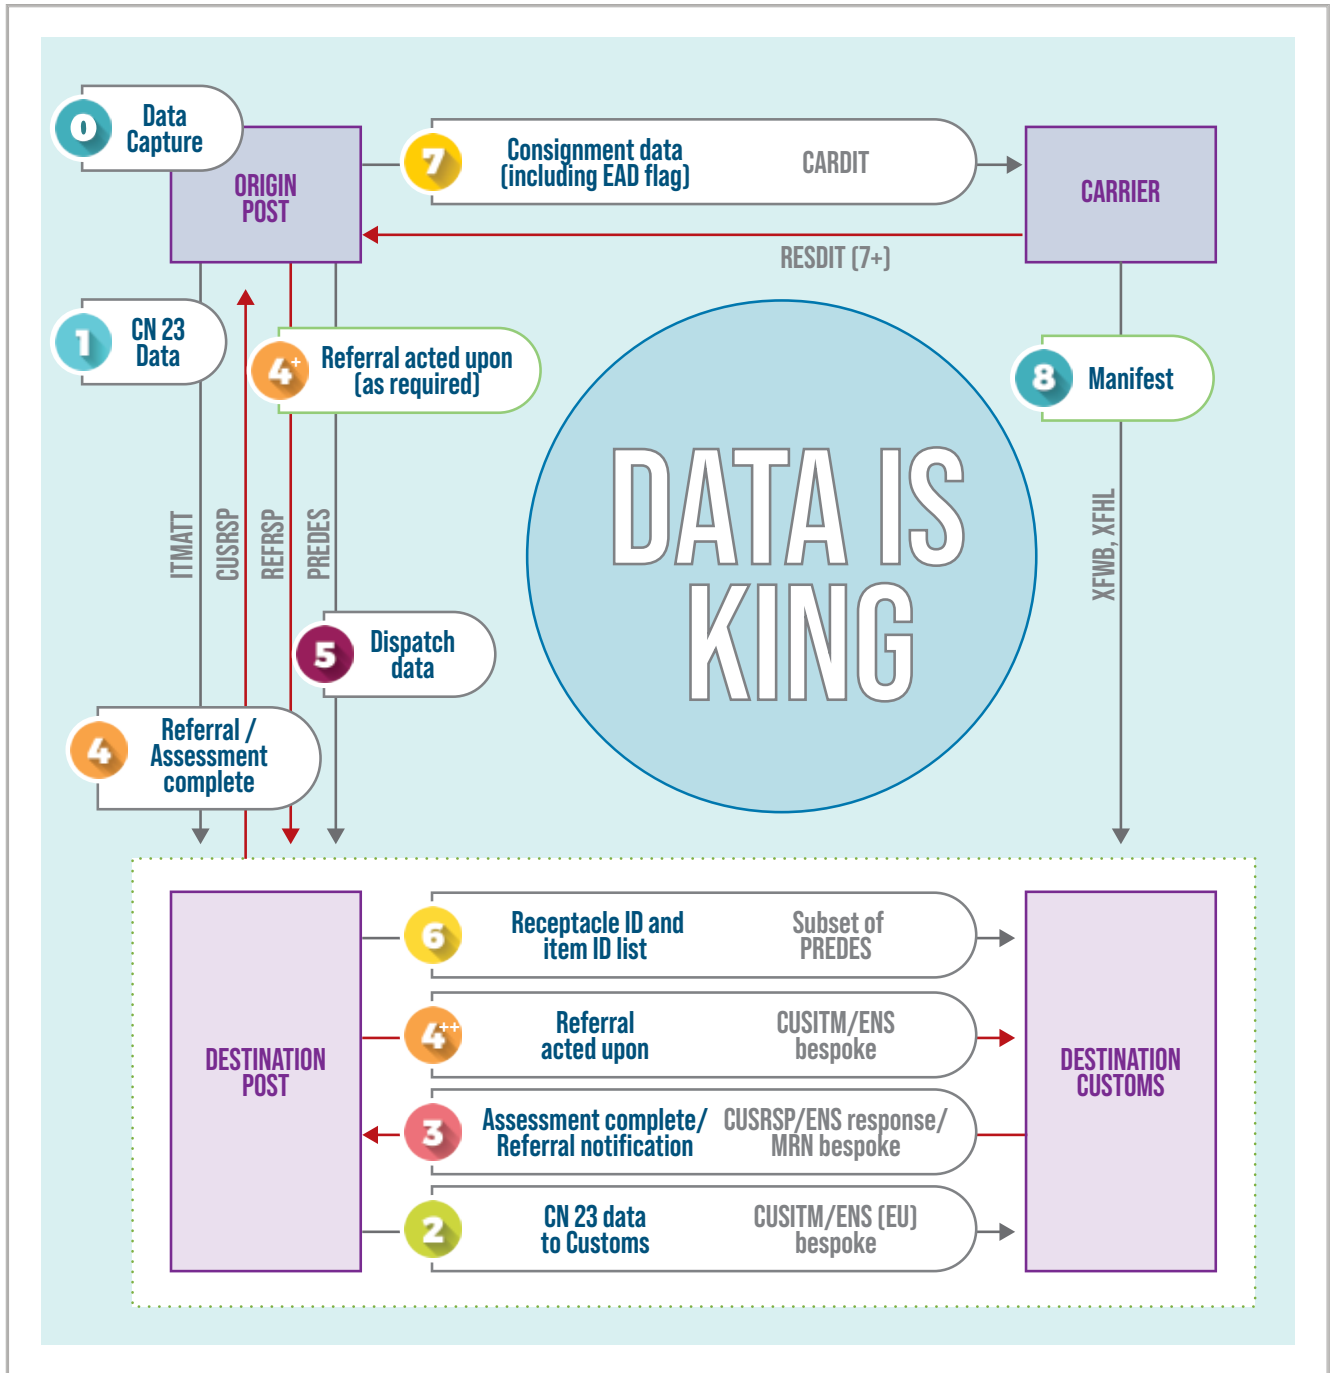 0
Data
Capture
ORIGIN
POST
7
Consignment data
(including EAD flag)
CARDIT
CARRIER
RESDIT (7+)
1
CN 23
Data
4+
Referral acted upon
(as required)
8
Manifest
DATA IS
KING
ITMATT
CUSRSP
REFRSP
PREDES
XFWB, XFHL
5
Dispatch
data
4
Referral /
Assessment
complete
DESTINATION
POST
6
Receptacle ID and
item ID list
Subset of
PREDES
4++
Referral
acted upon
CUSITM/ENS
bespoke
3
Assessment complete/
Referral notification
CUSRSP/ENS response/
MRN bespoke
2
CN 23 data
to Customs
CUSITM/ENS (EU)
bespoke
DESTINATION
CUSTOMS